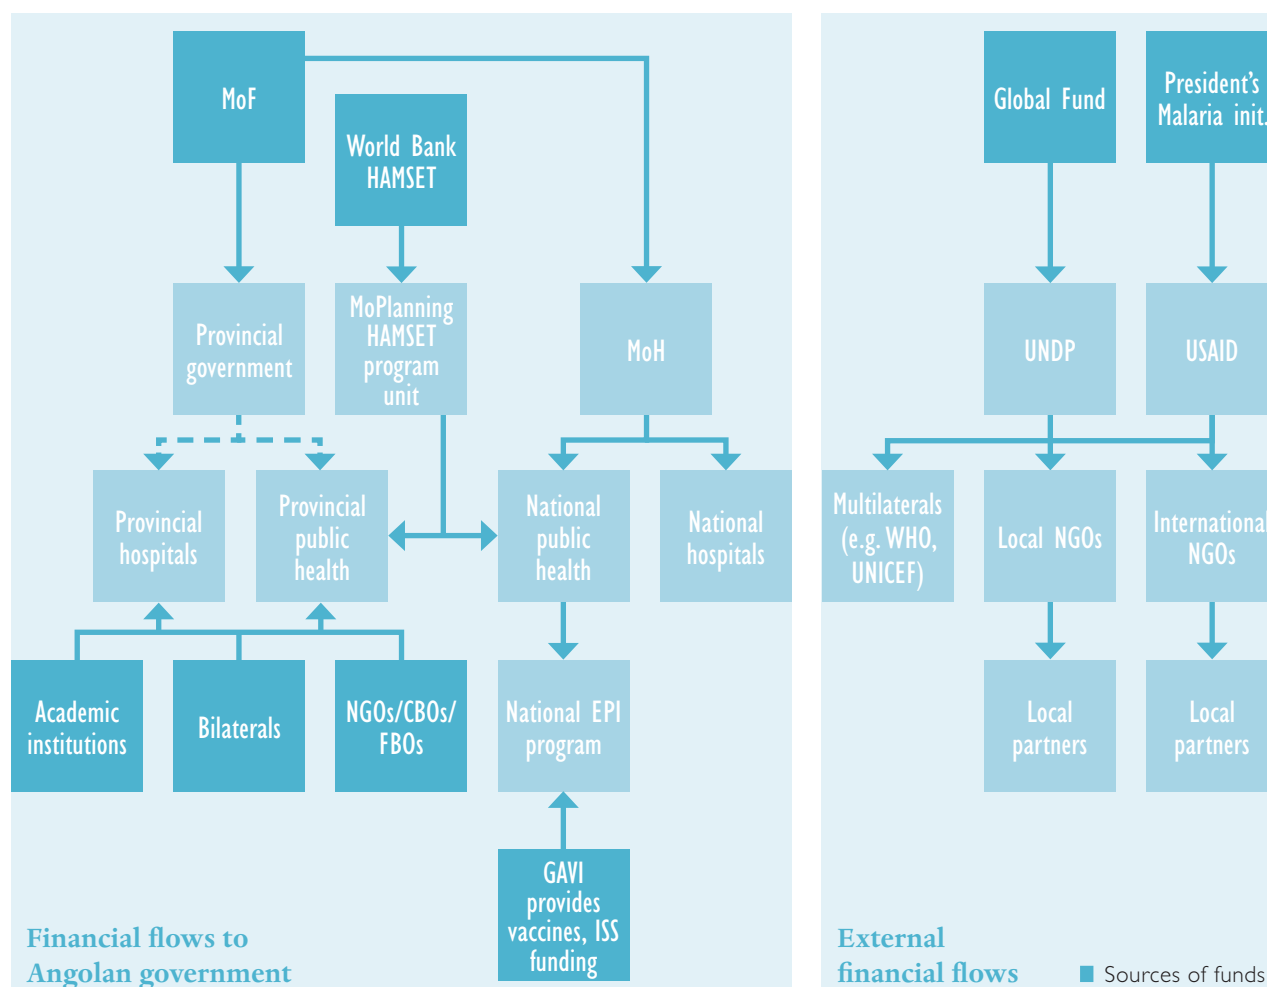 MoF
World Bank
HAMSET
Provincial
government
MoPlanning
HAMSET
program
unit
MoH
Provincial
hospitals
Provincial
public
health
National
public
health
National
hospitals
Academic
institutions
Bilaterals
NGOs/CBOs/
FBOs
National EPI
program
GAVI
provides
vaccines, ISS
funding
Financial flows to
Angolan government
Global Fund
President's
Malaria init.
UNDP
USAID
Multilaterals
(e.g. WHO,
UNICEF)
Local NGOs
International
NGOs
Local
partners
Local
partners
External
financial flows
Sources of funds